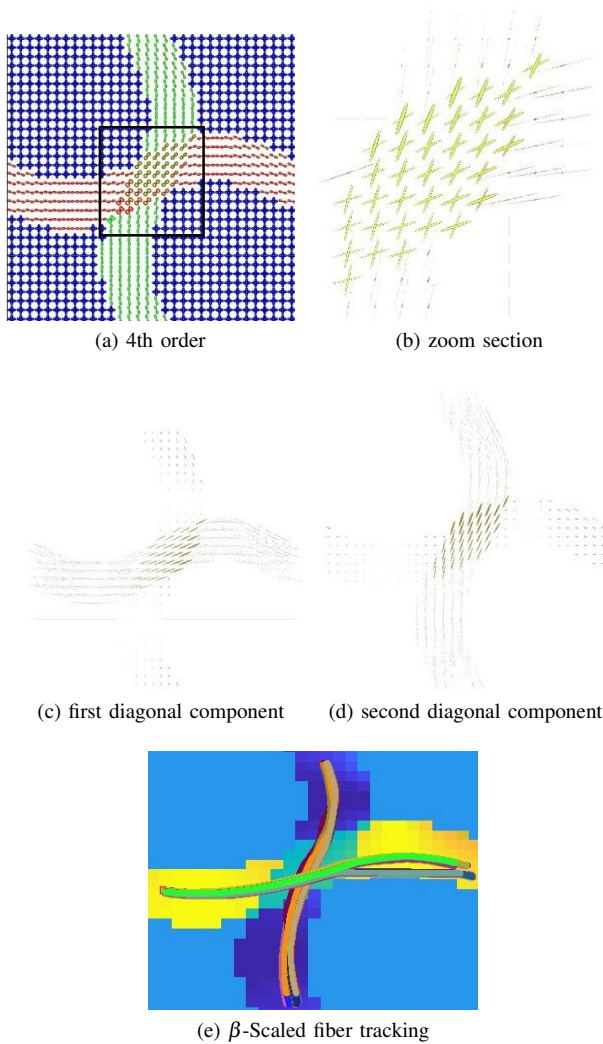 (a) 4th order
(b) zoom section
(c) first diagonal component
(d) second diagonal component
(e) β-Scaled fiber tracking